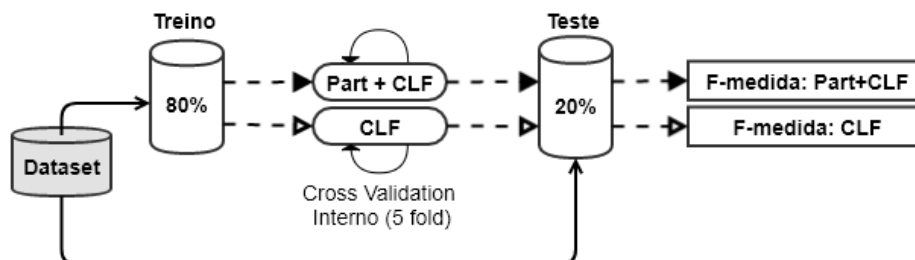 Treino
Teste
80%
Part + CLF
20%
F-medida: Part+CLF
CLF
F-medida: CLF
Dataset
Cross Validation
Interno (5 fold)